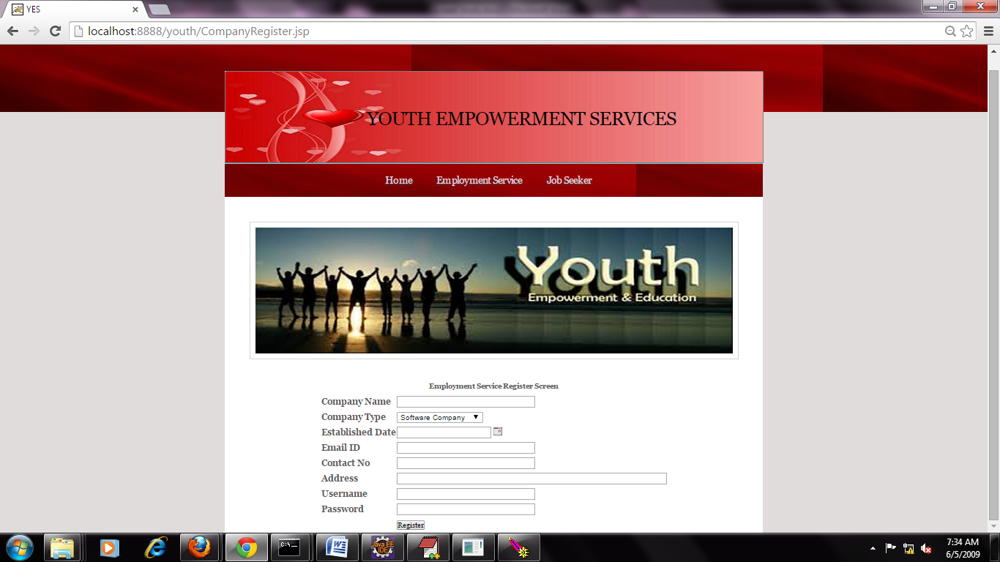 YES
localhost:8888/youth/CompanyRegister.jsp
YOUTH EMPOWERMENT SERVICES
Home Employment Service Job Seeker
Youth
Empowerment & Education
Employment Service Register Screen
Company Name
Company Type Software Company
Established Date
Email ID
Contact No
Address
Username
Password
Register
C:\_
Java EE
IDE
7:34 AM
6/5/2009